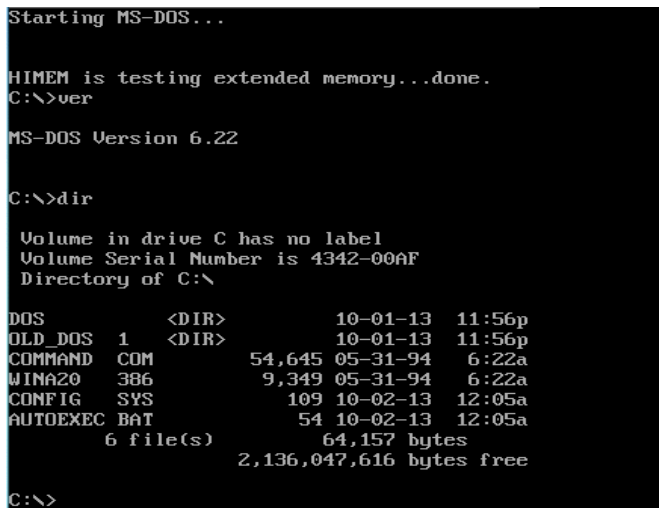 Starting MS-DOS...
HIMEM is testing extended memory...done.
C:\>ver
MS-DOS Version 6.22
C:\>dir
Volume in drive C has no label
Volume Serial Number is 4342-00AF
Directory of C:\
DOS          <DIR>         10-01-13  11:56p
OLD_DOS  1   <DIR>         10-01-13  11:56p
COMMAND  COM        54,645 05-31-94   6:22a
WINA20   386         9,349 05-31-94   6:22a
CONFIG   SYS           109 10-02-13  12:05a
AUTOEXEC BAT            54 10-02-13  12:05a
6 file(s)         64,157 bytes
2,136,047,616 bytes free
C:\>